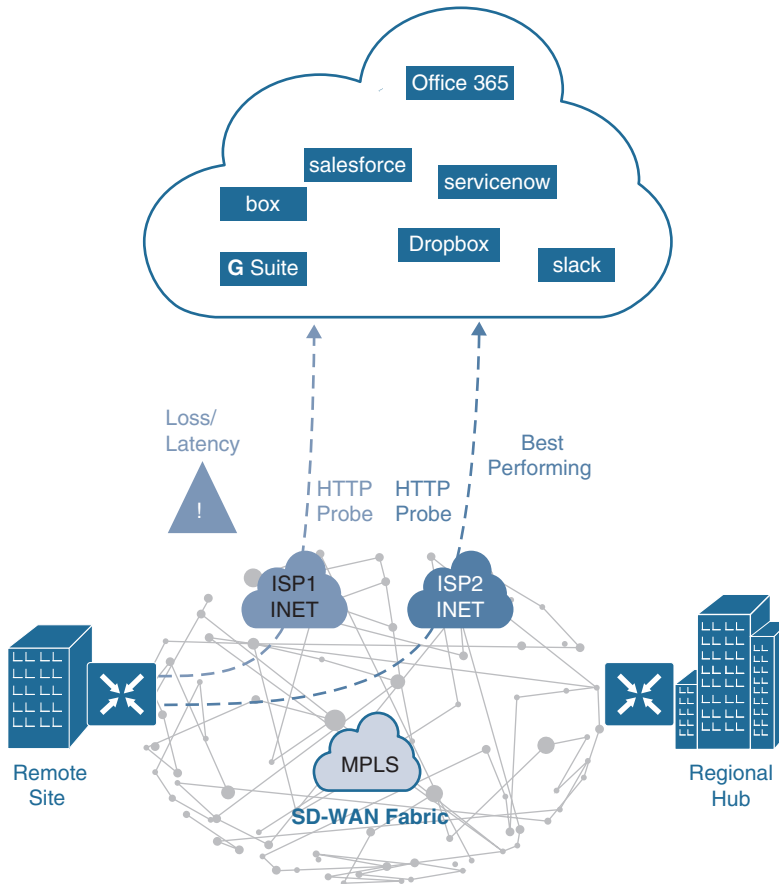 Office 365
salesforce
servicenow
box
Dropbox
G Suite
slack
Loss/
Latency
!
Best
Performing
HTTP
Probe
HTTP
Probe
ISP1
INET
ISP2
INET
MPLS
SD-WAN Fabric
Remote
Site
Regional
Hub